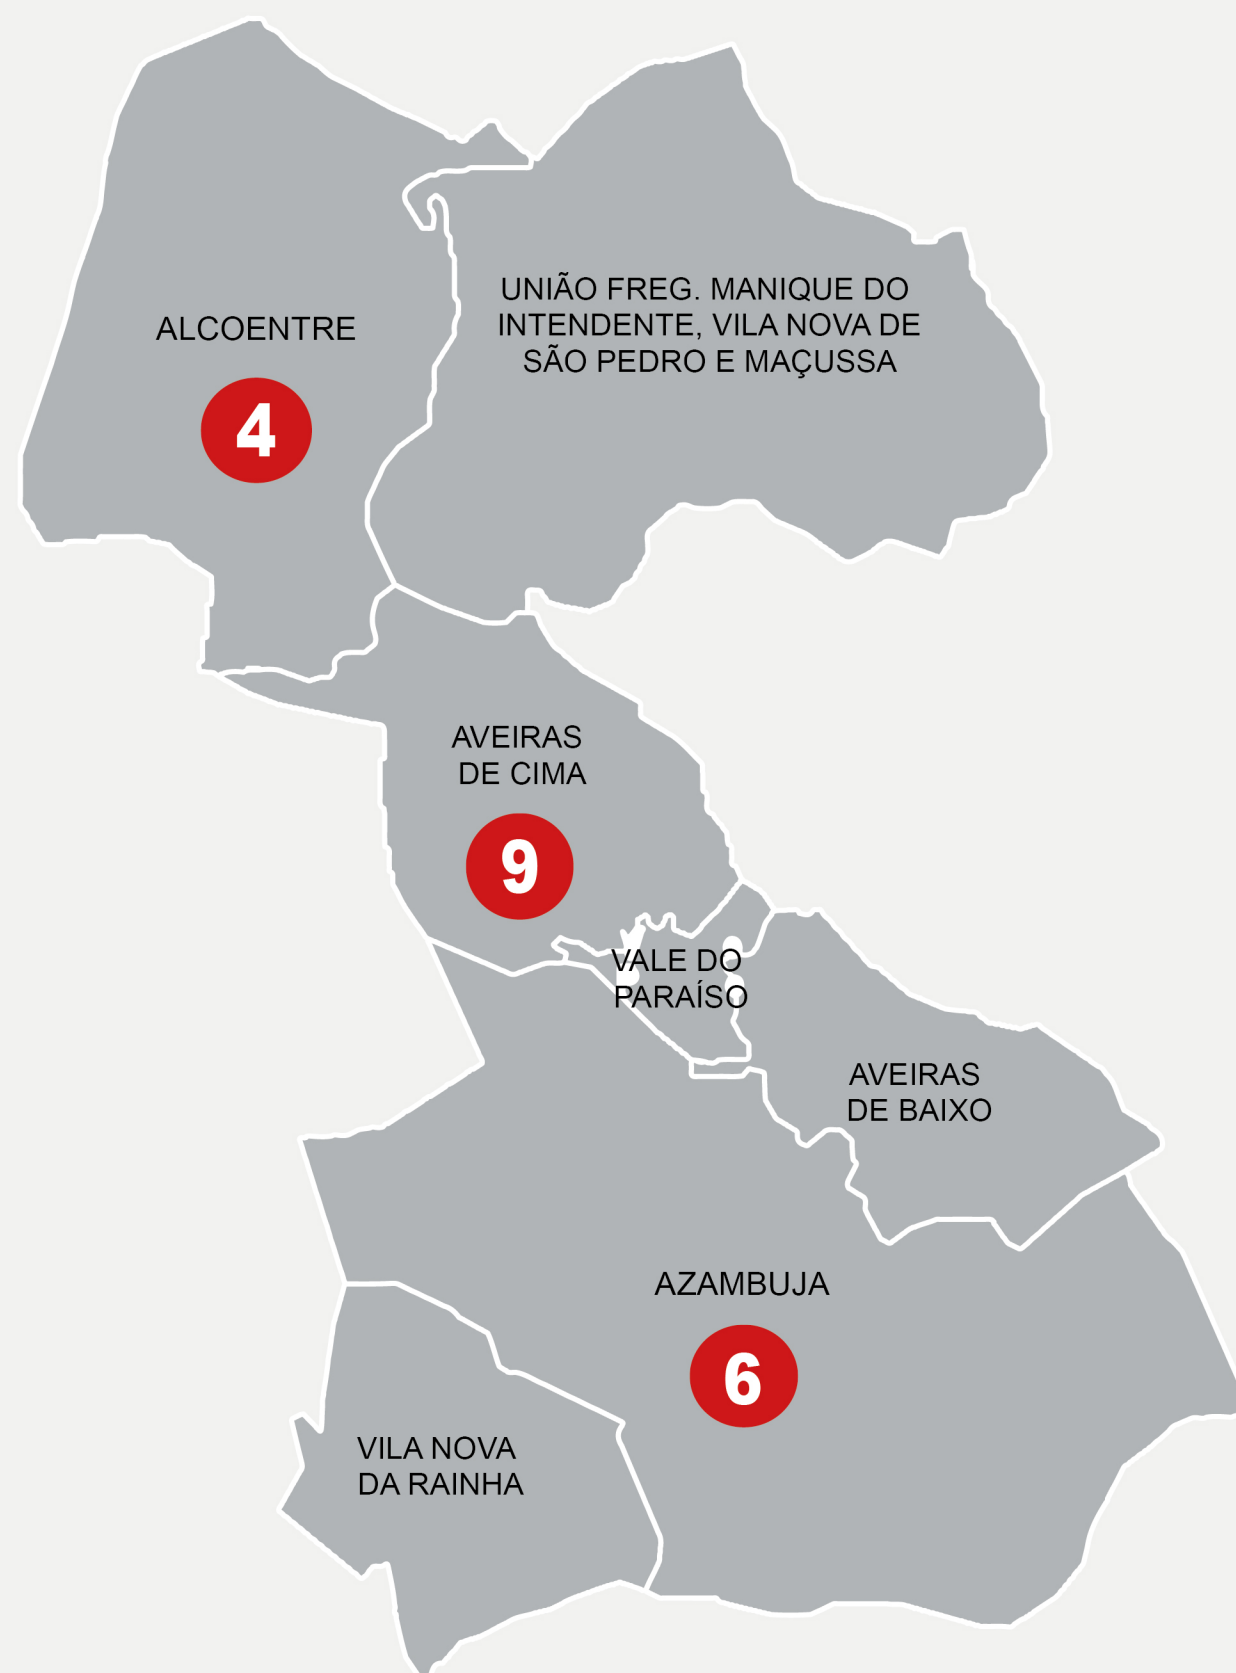 UNIÃO FREG. MANIQUE DO
INTENDENTE, VILA NOVA DE
SÃO PEDRO E MAÇUSSA
ALCOENTRE
4
AVEIRAS
DE CIMA
9
VALE DO
PARAÍSO
AVEIRAS
DE BAIXO
AZAMBUJA
6
VILA NOVA
DA RAINHA